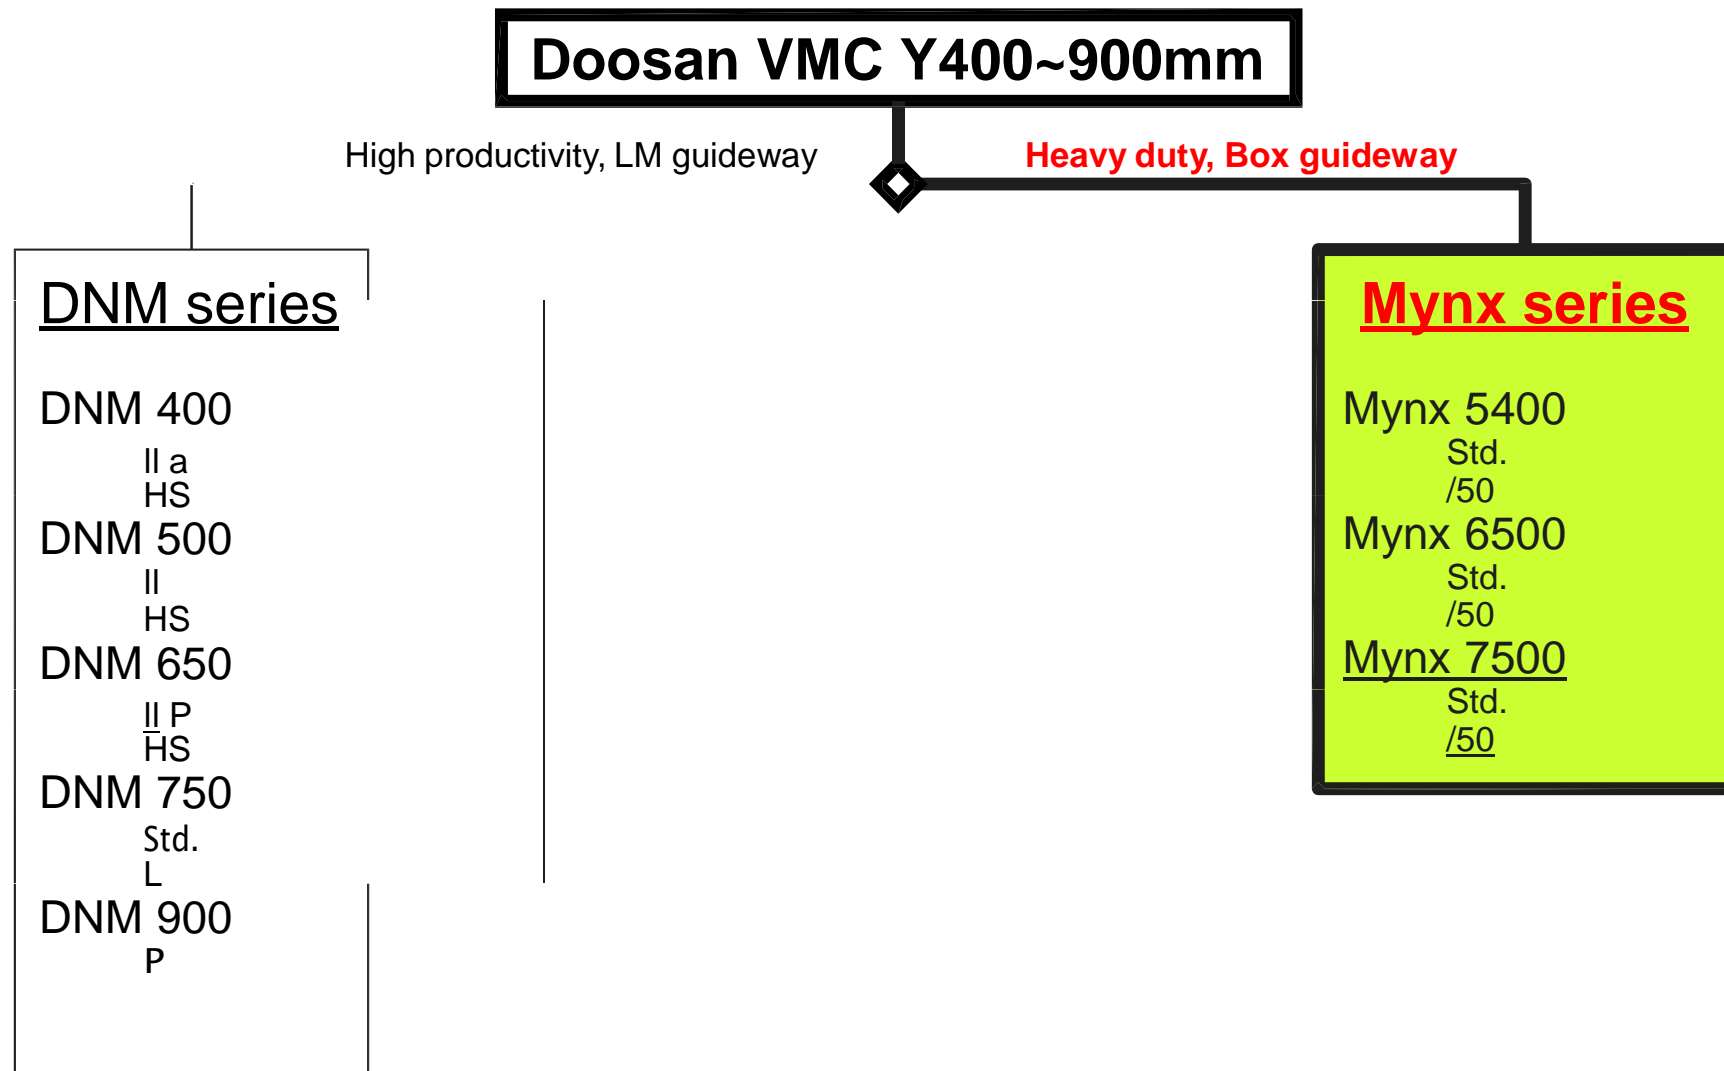 Doosan VMC Y400~900mm
High productivity, LM guideway
Heavy duty, Box guideway
DNM series
DNM 400
II a
HS
DNM 500
II
HS
DNM 650
II P
HS
DNM 750
Std.
L
DNM 900
P
Mynx series
Mynx 5400
Std.
/50
Mynx 6500
Std.
/50
Mynx 7500
Std.
/50